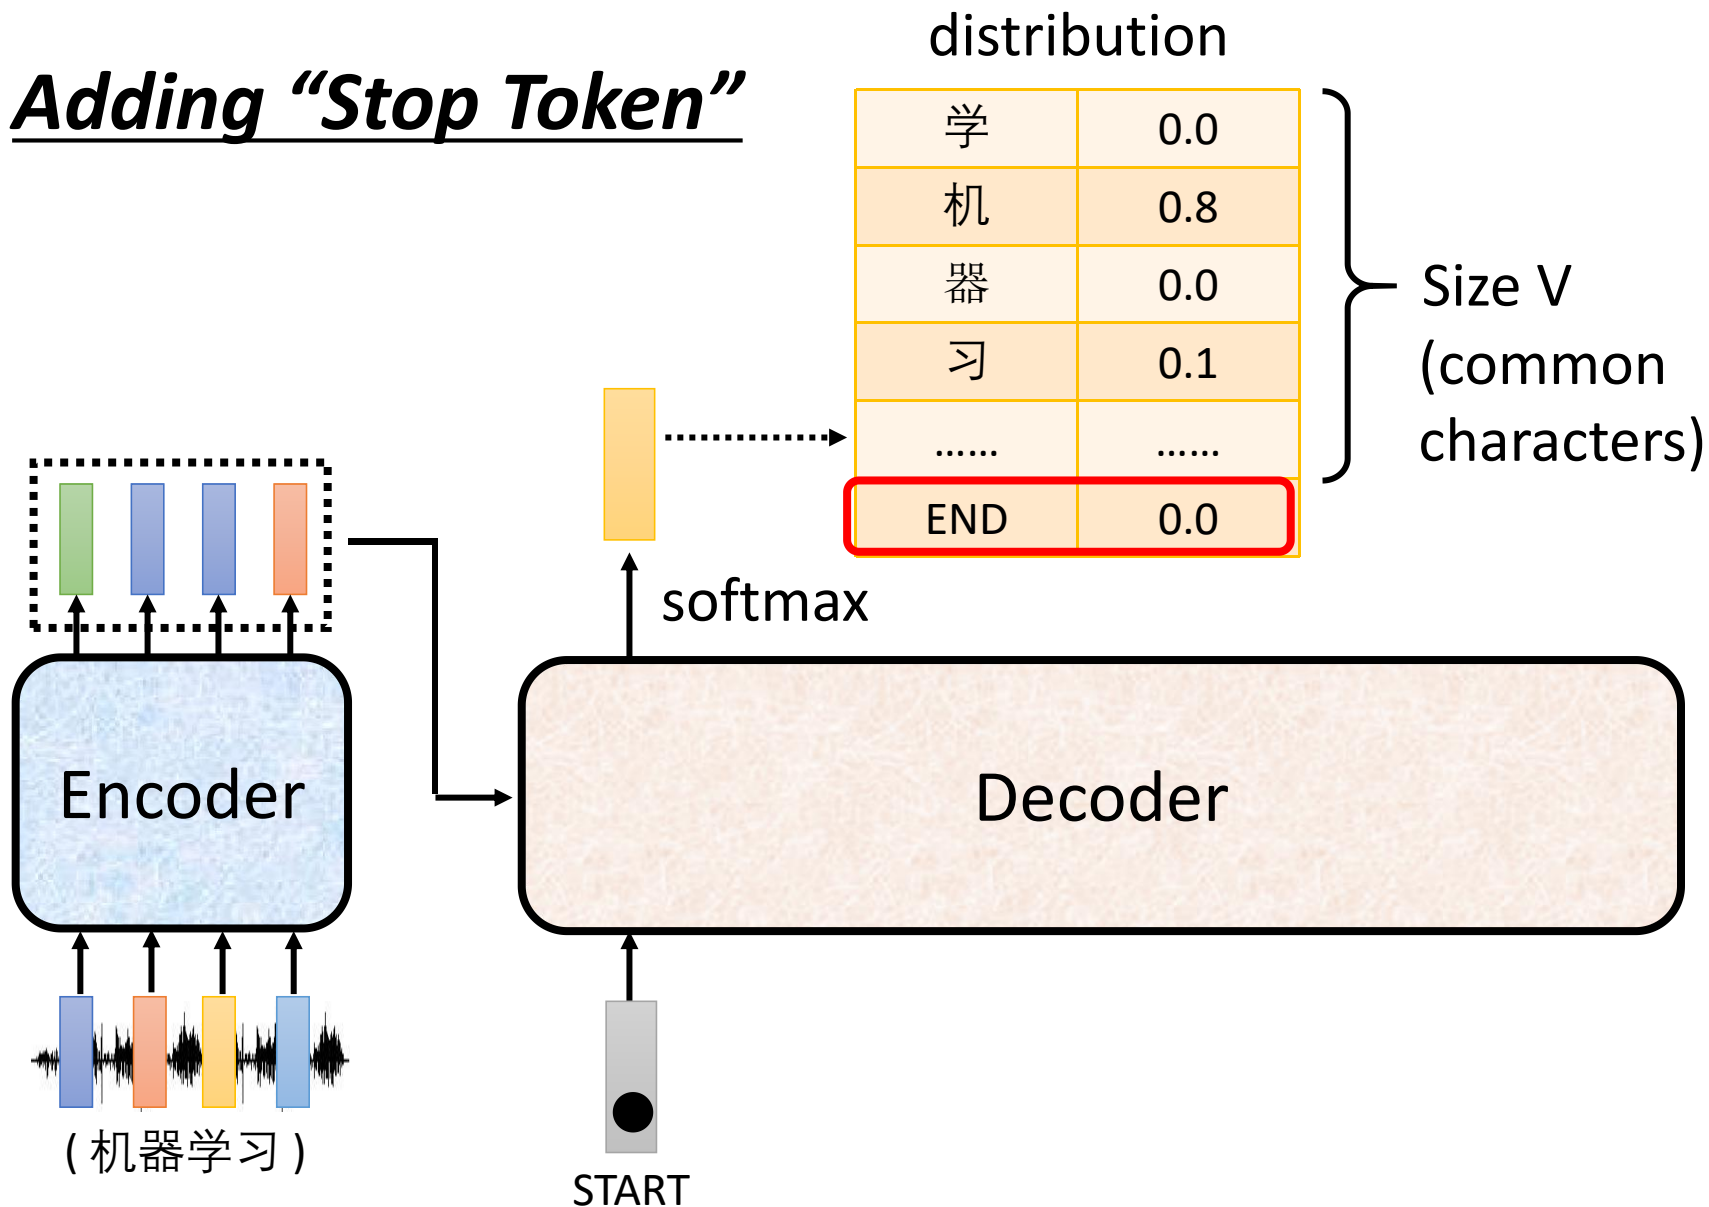 Adding “Stop Token”
distribution
学 0.0
机 0.8
器 0.0
习 0.1
…… ……
END 0.0
Size V
(common
characters)
softmax
Encoder
Decoder
( 机器学习 )
START